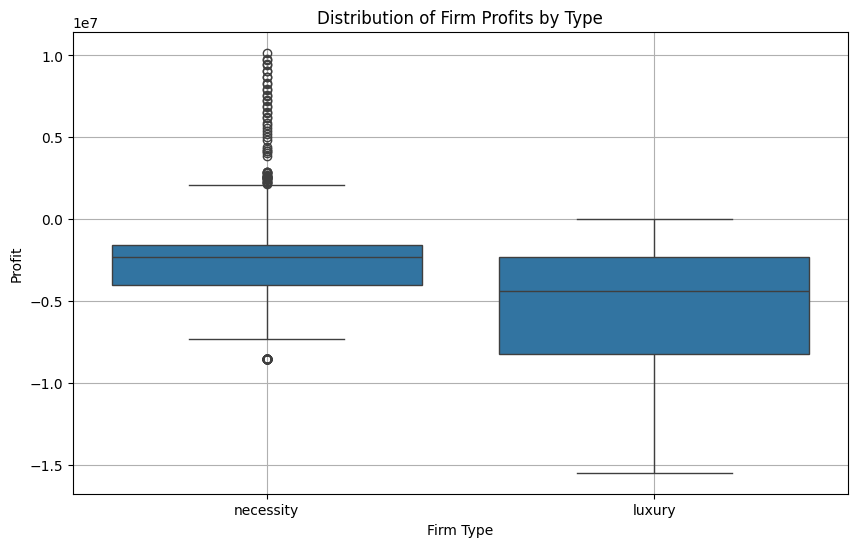 Distribution of Firm Profits by Type
1e7
1.0
0.5
0.0
−0.5
−1.0
−1.5
Profit
necessity luxury
Firm Type